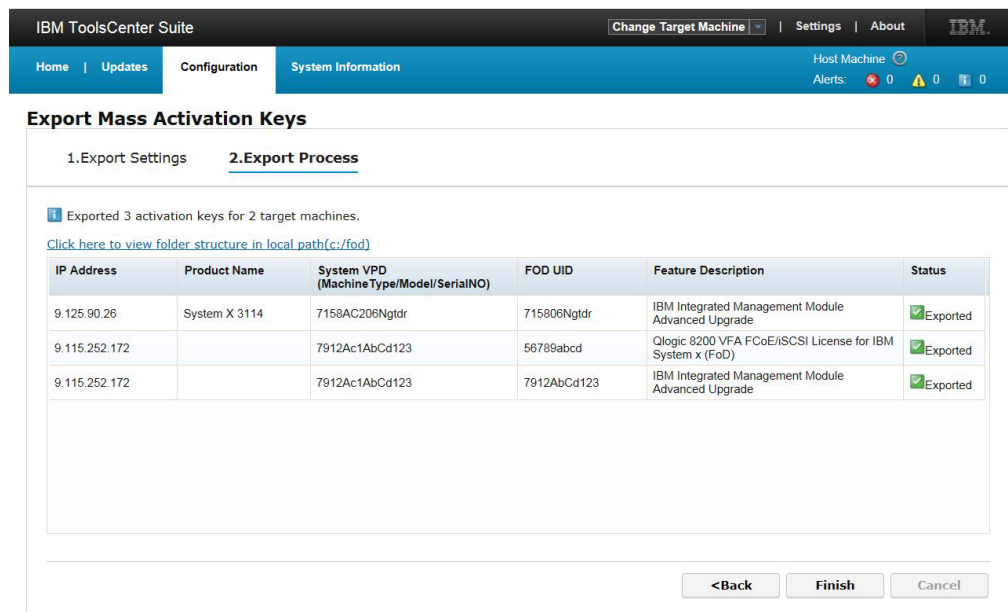 IBM ToolsCenter Suite
Change Target Machine | Settings | About IBM.
Home | Updates Configuration System Information
Host Machine ?
Alerts: 0 0 0
Export Mass Activation Keys
1.Export Settings 2.Export Process
Exported 3 activation keys for 2 target machines.
Click here to view folder structure in local path(c:/fod)
IP Address Product Name System VPD (MachineType/Model/SerialNO) FOD UID Feature Description Status
9.125.90.26 System X 3114 7158AC206Ngtdr 715806Ngtdr IBM Integrated Management Module Advanced Upgrade Exported
9.115.252.172 7912Ac1AbCd123 56789abcd Qlogic 8200 VFA FCoE/iSCSI License for IBM System x (FoD) Exported
9.115.252.172 7912Ac1AbCd123 7912AbCd123 IBM Integrated Management Module Advanced Upgrade Exported
<Back Finish Cancel